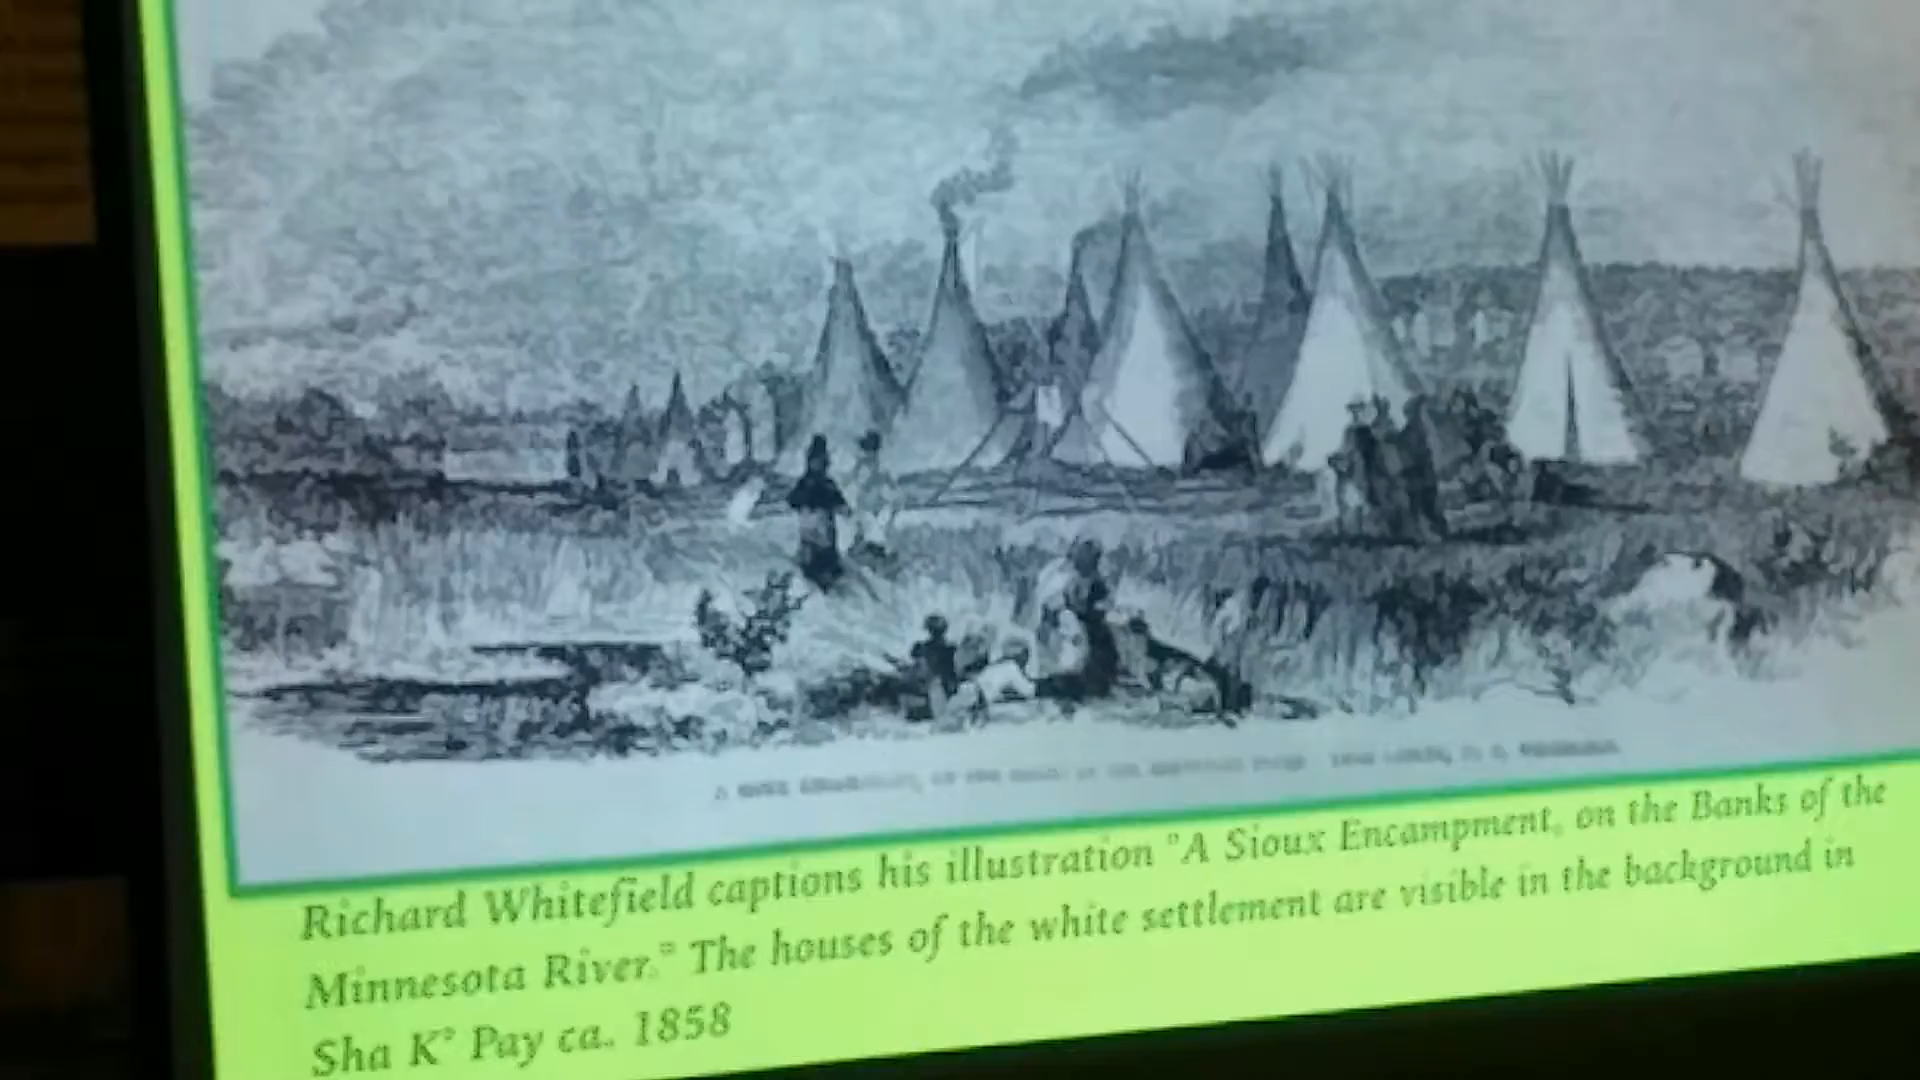 Richard Whitefield captions his illustration "A Sioux Encampment, on the Banks of the
Minnesota River." The houses of the white settlement are visible in the background in
Sha K' Pay ca. 1858